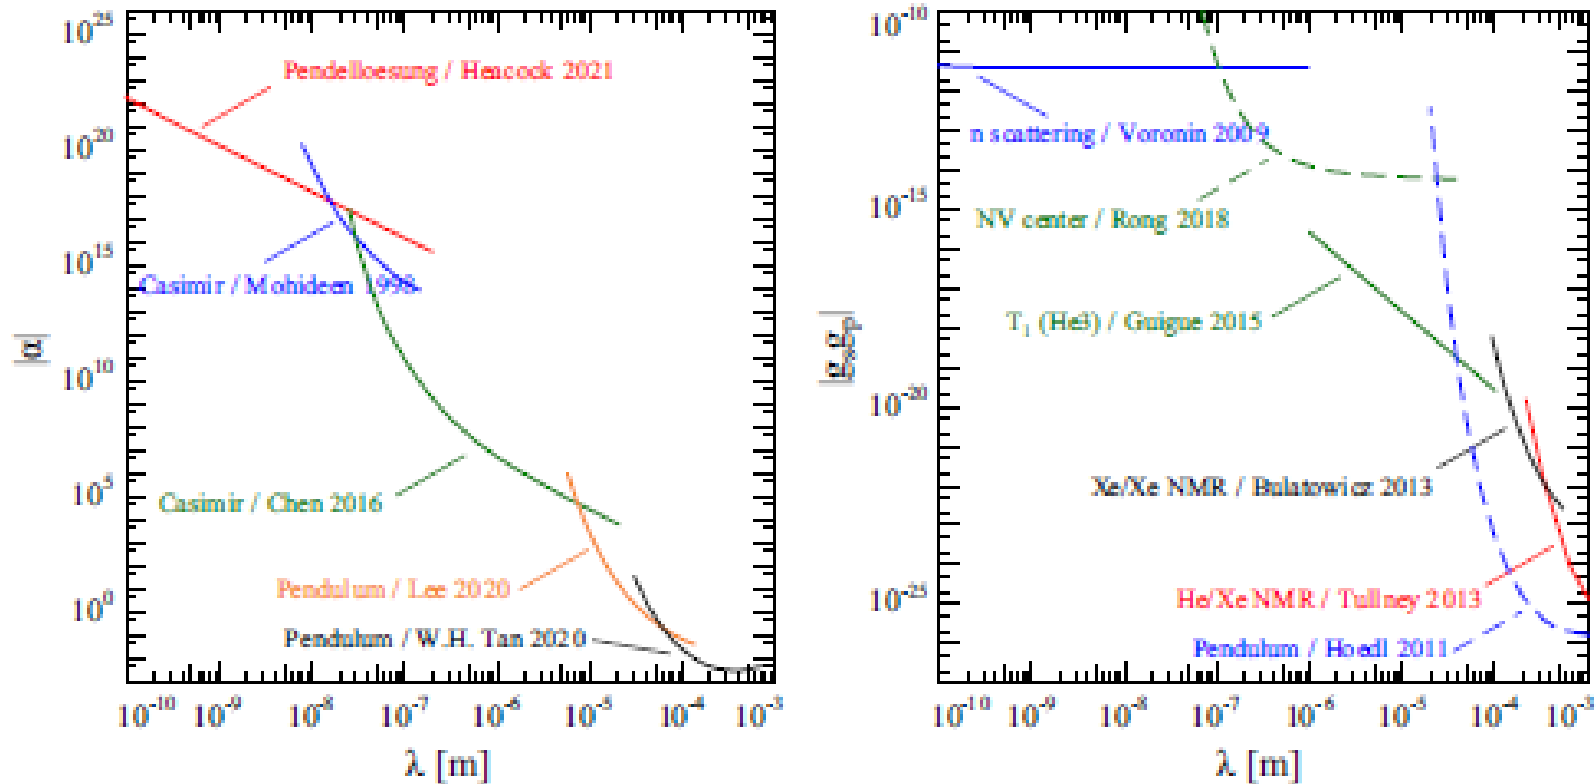 10^25
10^20
10^15
10^10
10^5
10^0
|α|
Pendelloesung / Heacock 2021
Casimir / Mohideen 1998
Casimir / Chen 2016
Pendulum / Lee 2020
Pendulum / W.H. Tan 2020
10^-10 10^-9 10^-8 10^-7 10^-6 10^-5 10^-4 10^-3
λ [m]
10^-10
10^-15
10^-20
10^-25
|g_s g_p|
n scattering / Voronin 2009
NV center / Rong 2018
T_1 (He3) / Guigue 2015
Xe/Xe NMR / Bulatowicz 2013
He/Xe NMR / Tullney 2013
Pendulum / Hoedl 2011
10^-10 10^-9 10^-8 10^-7 10^-6 10^-5 10^-4 10^-3
λ [m]